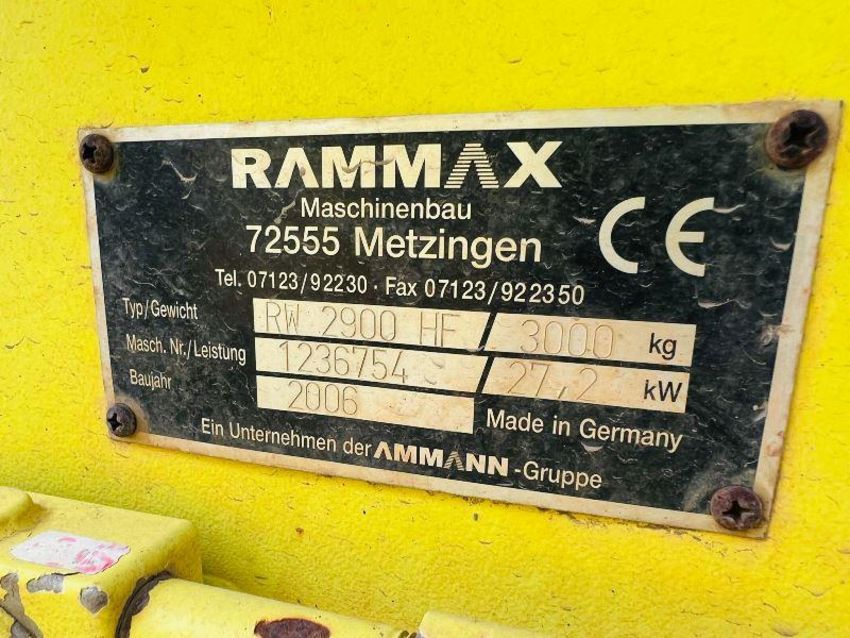 RAMMAX
Maschinenbau
72555 Metzingen
CE
Tel. 07123/92230 · Fax 07123/922350
Typ/Gewicht RW 2900 HF / 3000 kg
Masch. Nr./Leistung 1236754 / 27,2 kW
Baujahr 2006 Made in Germany
Ein Unternehmen der AMMANN-Gruppe